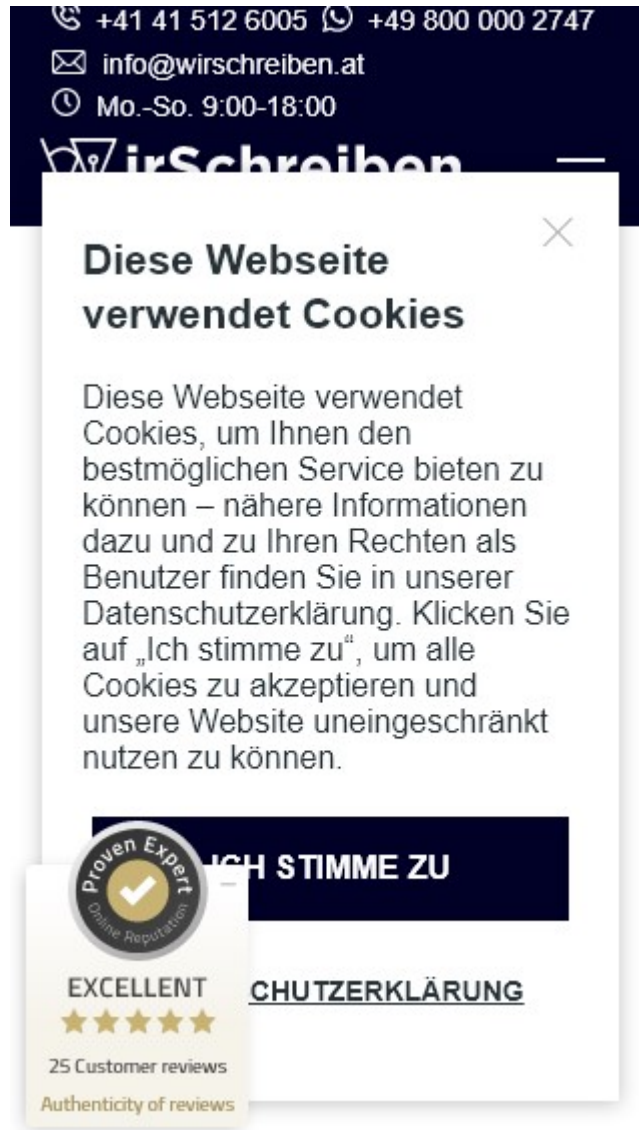 +41 41 512 6005 +49 800 000 2747
info@wirschreiben.at
Mo.-So. 9:00-18:00
WirSchreiben
Diese Webseite
verwendet Cookies
Diese Webseite verwendet
Cookies, um Ihnen den
bestmöglichen Service bieten zu
können – nähere Informationen
dazu und zu Ihren Rechten als
Benutzer finden Sie in unserer
Datenschutzerklärung. Klicken Sie
auf „Ich stimme zu“, um alle
Cookies zu akzeptieren und
unsere Website uneingeschränkt
nutzen zu können.
ICH STIMME ZU
CHUTZERKLÄRUNG
Proven Expert
Online Reputation
EXCELLENT
25 Customer reviews
Authenticity of reviews